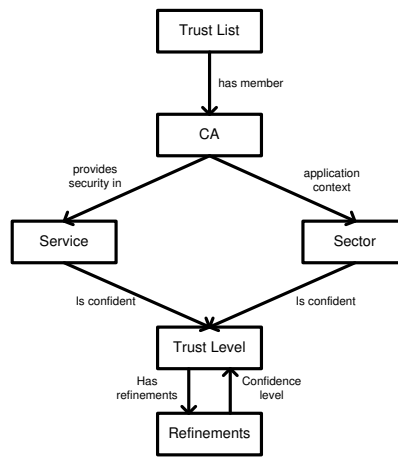 Trust List
has member
CA
provides
security in
application
context
Service
Sector
Is confident
Is confident
Trust Level
Has
refinements
Confidence
level
Refinements